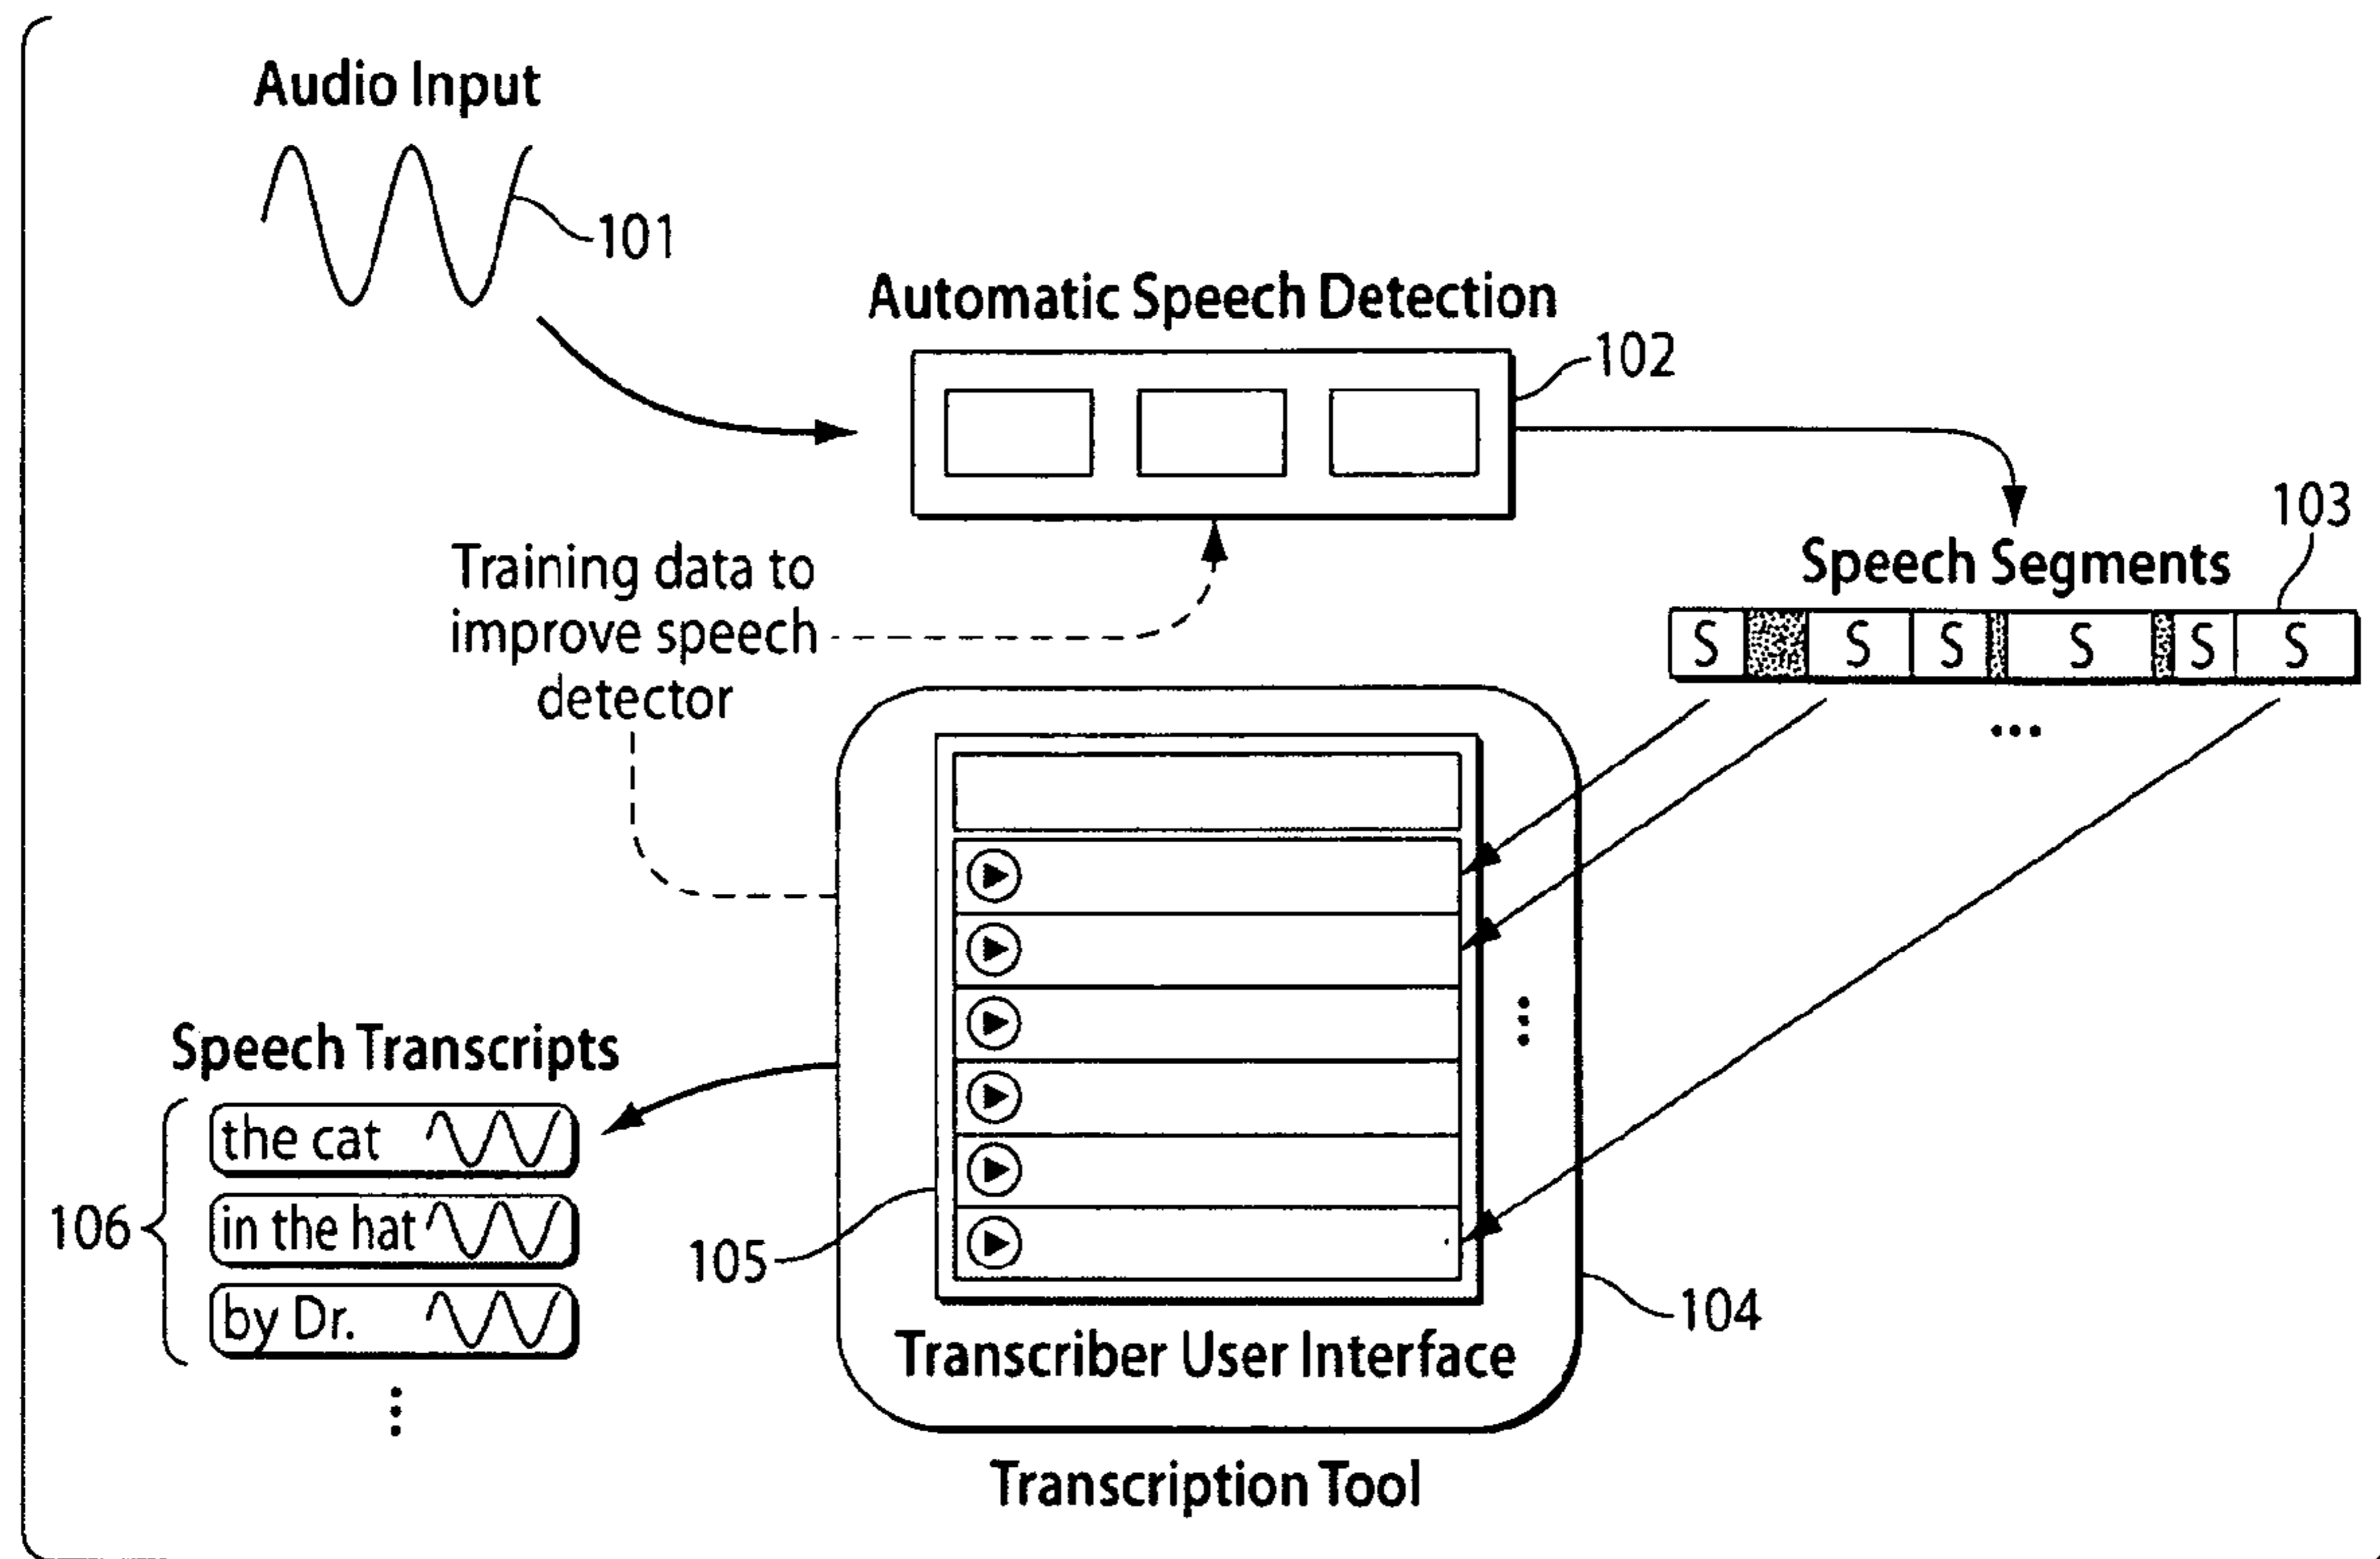 Audio Input
101
Automatic Speech Detection
102
103
Speech Segments
S S S S S S
Training data to
improve speech
detector
Speech Transcripts
the cat
in the hat
by Dr.
106
105
104
Transcriber User Interface
Transcription Tool